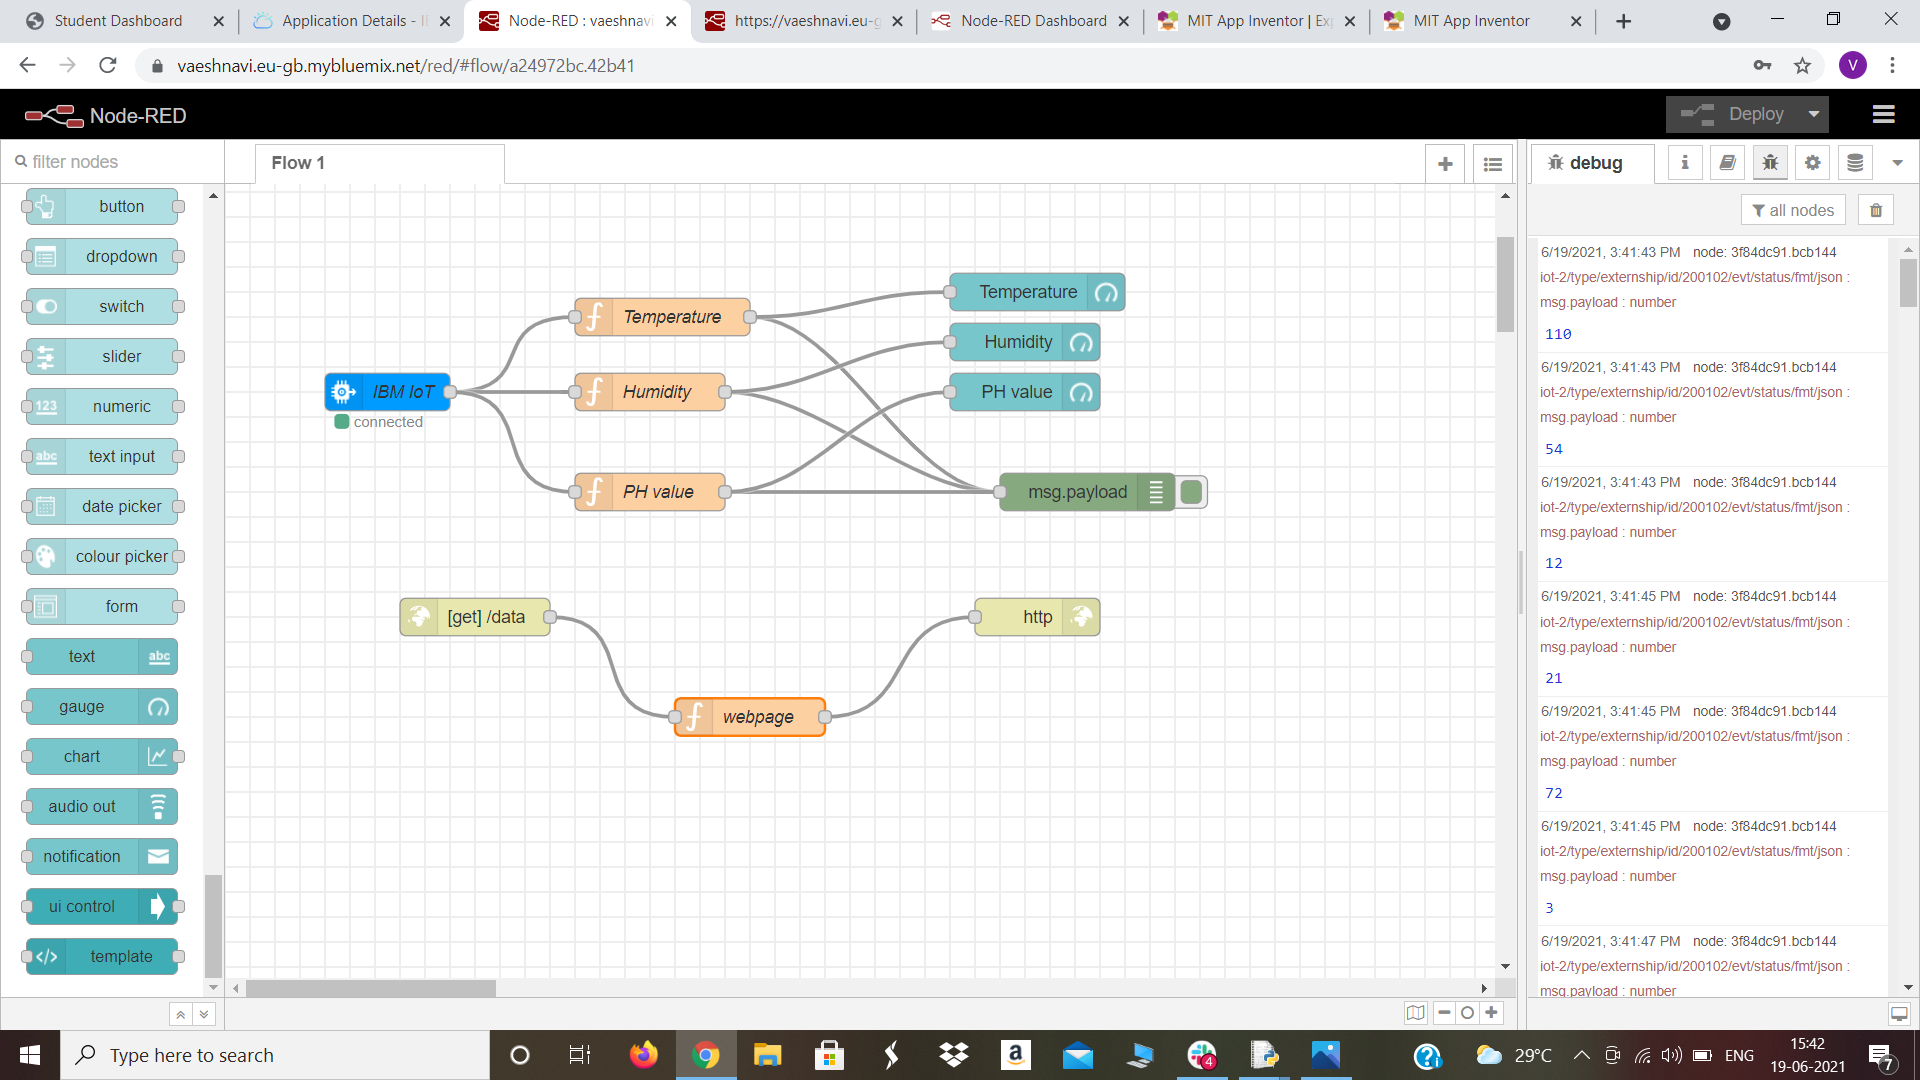 Student Dashboard
Application Details - I
Node-RED : vaeshnavi
https://vaeshnavi.eu-g
Node-RED Dashboard
MIT App Inventor | Ex
MIT App Inventor
vaeshnavi.eu-gb.mybluemix.net/red/#flow/a24972bc.42b41
V
Node-RED
Deploy
filter nodes
Flow 1
debug
i
all nodes
button
dropdown
switch
slider
123 numeric
abc text input
date picker
colour picker
form
text abc
gauge
chart
audio out
notification
ui control
</> template
IBM IoT
connected
f Temperature
f Humidity
f PH value
Temperature
Humidity
PH value
msg.payload
[get] /data
http
f webpage
6/19/2021, 3:41:43 PM node: 3f84dc91.bcb144
iot-2/type/externship/id/200102/evt/status/fmt/json :
msg.payload : number
110
6/19/2021, 3:41:43 PM node: 3f84dc91.bcb144
iot-2/type/externship/id/200102/evt/status/fmt/json :
msg.payload : number
54
6/19/2021, 3:41:43 PM node: 3f84dc91.bcb144
iot-2/type/externship/id/200102/evt/status/fmt/json :
msg.payload : number
12
6/19/2021, 3:41:45 PM node: 3f84dc91.bcb144
iot-2/type/externship/id/200102/evt/status/fmt/json :
msg.payload : number
21
6/19/2021, 3:41:45 PM node: 3f84dc91.bcb144
iot-2/type/externship/id/200102/evt/status/fmt/json :
msg.payload : number
72
6/19/2021, 3:41:45 PM node: 3f84dc91.bcb144
iot-2/type/externship/id/200102/evt/status/fmt/json :
msg.payload : number
3
6/19/2021, 3:41:47 PM node: 3f84dc91.bcb144
iot-2/type/externship/id/200102/evt/status/fmt/json :
msg.payload : number
Type here to search
a
4
29°C
ENG
15:42
19-06-2021
7